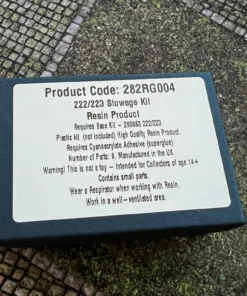 Product Code: 282RG004
222/223 Stowage Kit
Resin Product
Requires Base Kit - 280063 222/223
Plastic kit (not included) High Quality Resin Product.
Requires Cyanoacrylate Adhesive (superglue)
Number of Parts: 9. Manufactured in the UK
Warning! This is not a toy - Intended for Collectors of age 14+
Contains small parts.
Wear a Respirator when working with Resin.
Work in a well-ventilated area.